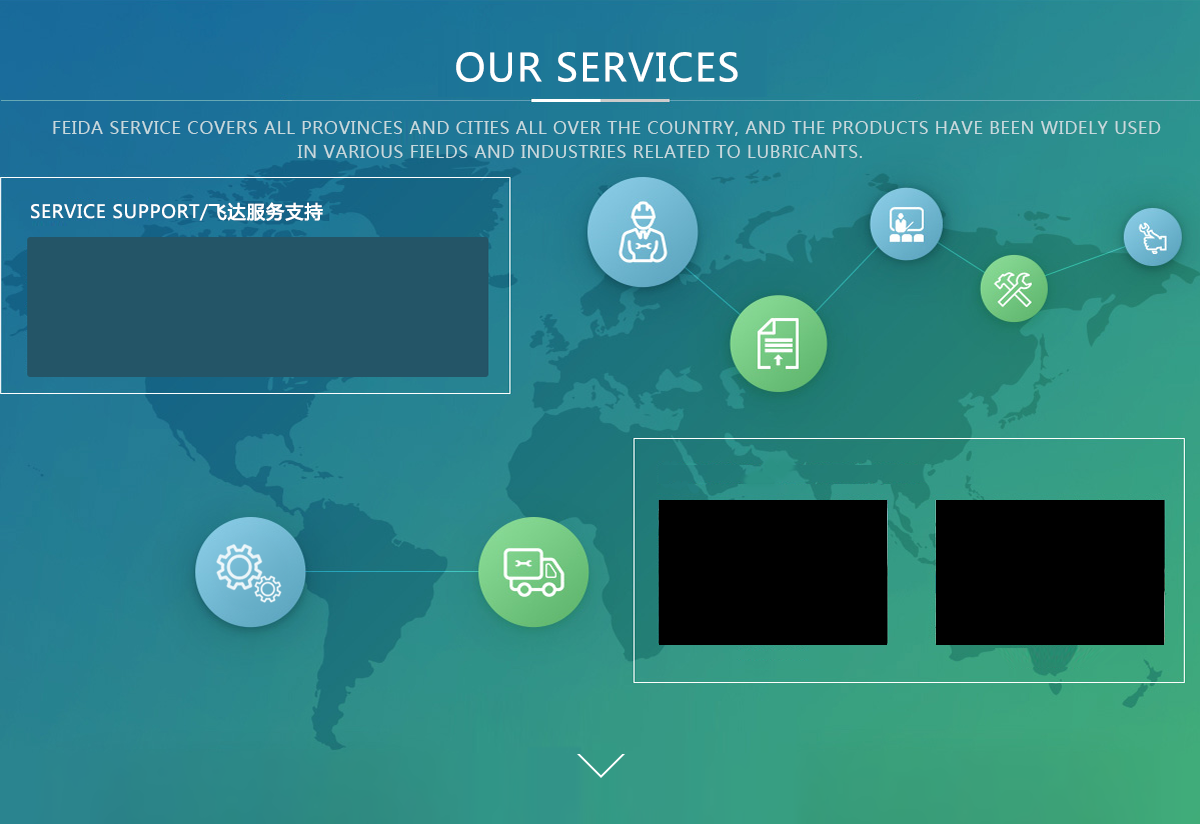 OUR SERVICES
FEIDA SERVICE COVERS ALL PROVINCES AND CITIES ALL OVER THE COUNTRY, AND THE PRODUCTS HAVE BEEN WIDELY USED
IN VARIOUS FIELDS AND INDUSTRIES RELATED TO LUBRICANTS.
SERVICE SUPPORT/飞达服务支持